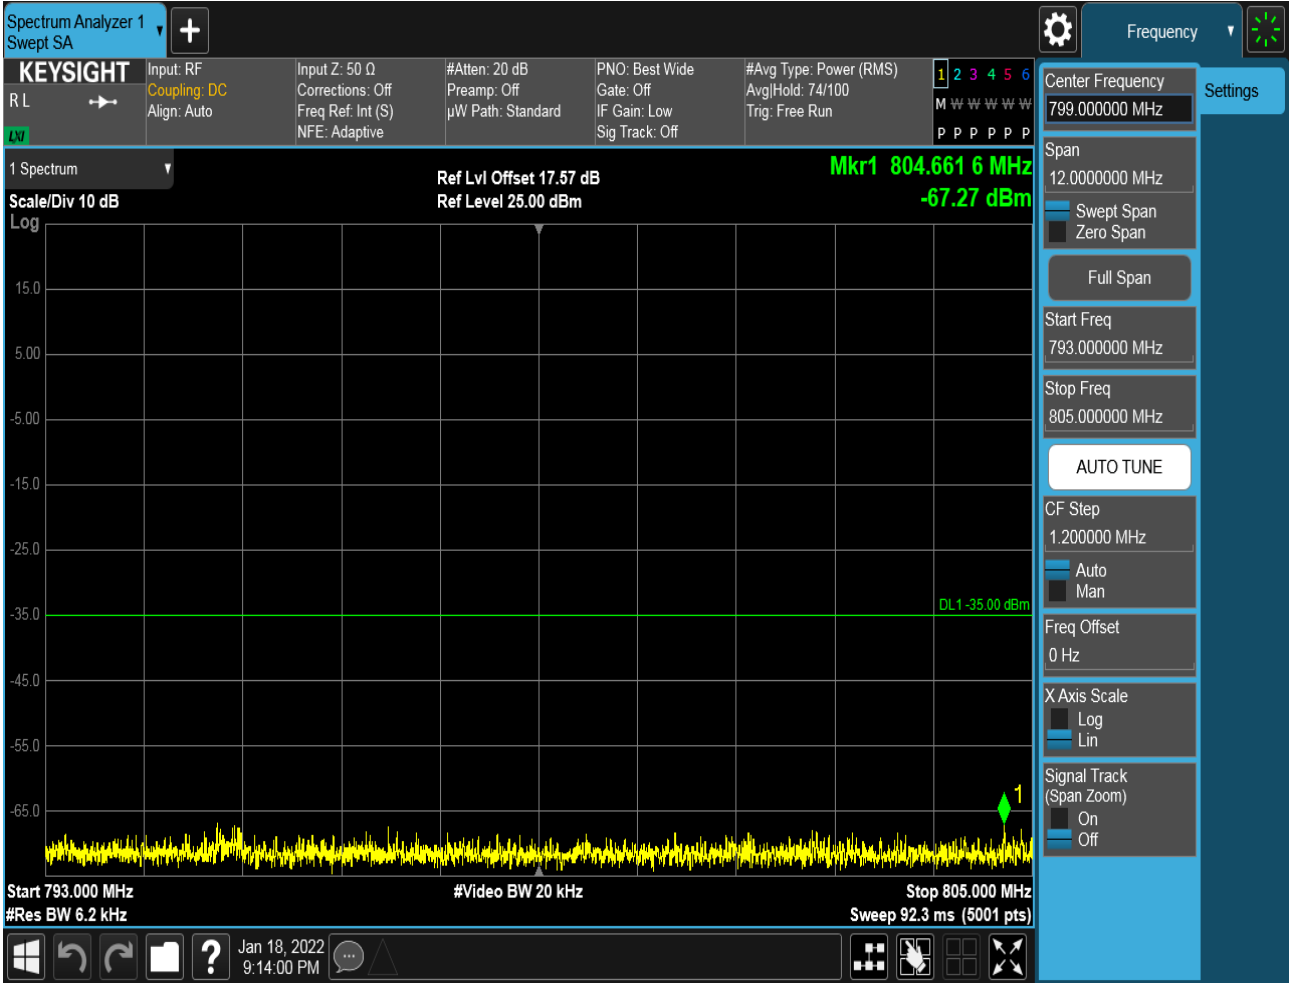 Spectrum Analyzer 1
Swept SA
Frequency
KEYSIGHT
R L
LXI
Input: RF
Coupling: DC
Align: Auto
Input Z: 50 Ω
Corrections: Off
Freq Ref: Int (S)
NFE: Adaptive
#Atten: 20 dB
Preamp: Off
µW Path: Standard
PNO: Best Wide
Gate: Off
IF Gain: Low
Sig Track: Off
#Avg Type: Power (RMS)
Avg|Hold: 74/100
Trig: Free Run
1 2 3 4 5 6
M W W W W W
P P P P P P
1 Spectrum
Scale/Div 10 dB
Log
Ref Lvl Offset 17.57 dB
Ref Level 25.00 dBm
Mkr1 804.661 6 MHz
-67.27 dBm
15.0
5.00
-5.00
-15.0
-25.0
-35.0
-45.0
-55.0
-65.0
DL1 -35.00 dBm
1
Start 793.000 MHz
#Res BW 6.2 kHz
#Video BW 20 kHz
Stop 805.000 MHz
Sweep 92.3 ms (5001 pts)
Center Frequency
799.000000 MHz
Span
12.0000000 MHz
Swept Span
Zero Span
Full Span
Start Freq
793.000000 MHz
Stop Freq
805.000000 MHz
AUTO TUNE
CF Step
1.200000 MHz
Auto
Man
Freq Offset
0 Hz
X Axis Scale
Log
Lin
Signal Track
(Span Zoom)
On
Off
Settings
?
Jan 18, 2022
9:14:00 PM